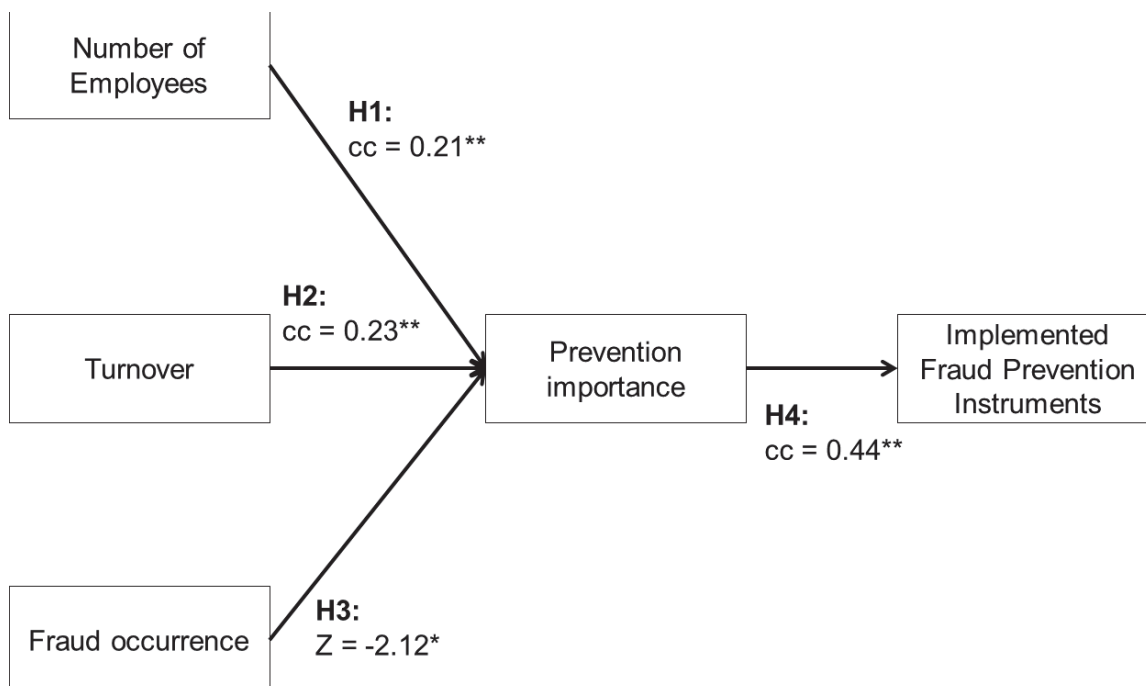 Number of
Employees
H1:
cc = 0.21**
H2:
cc = 0.23**
Turnover
Prevention
importance
Implemented
Fraud Prevention
Instruments
H4:
cc = 0.44**
H3:
Z = -2.12*
Fraud occurrence